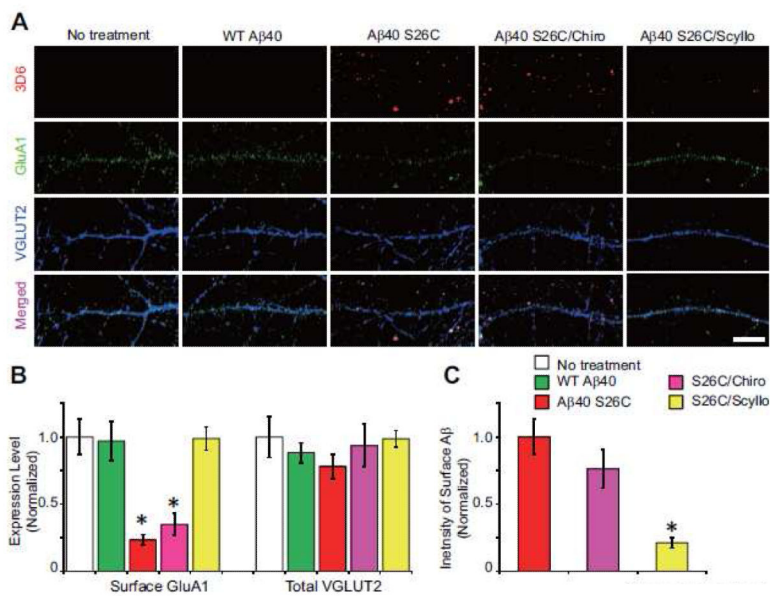 A
No treatment
WT Aβ40
Aβ40 S26C
Aβ40 S26C/Chiro
Aβ40 S26C/Scyllo
3D6
GluA1
VGLUT2
Merged
B
No treatment
WT Aβ40
Aβ40 S26C
S26C/Chiro
S26C/Scyllo
Expression Level
(Normalized)
1.0
0.5
0
*
*
Surface GluA1
Total VGLUT2
C
Inetnsity of Surface Aβ
(Normalized)
1.0
0.5
0
*